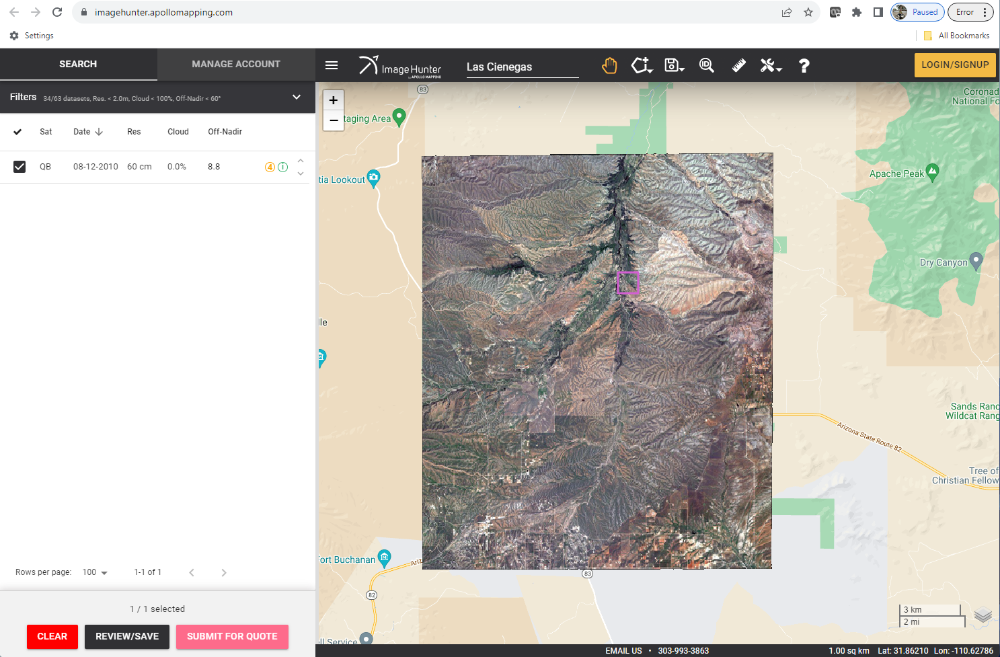 imagehunter.apollomapping.com
Paused
Error
Settings
All Bookmarks
SEARCH
MANAGE ACCOUNT
ImageHunter
by APOLLO MAPPING
Las Cienegas
LOGIN/SIGNUP
Filters 34/63 datasets, Res. < 2.0m, Cloud < 100%, Off-Nadir < 60°
Sat Date Res Cloud Off-Nadir
QB 08-12-2010 60 cm 0.0% 8.8 4 i
+
−
83
taging Area
Coronad
National Fo
tia Lookout
Apache Peak
Dry Canyon
lle
Sands Ranc
Wildcat Rang
Arizona State Route 82
Tree of
Christian Fellow
ort Buchanan
Ariz
83
82
ll Service
3 km
2 mi
Rows per page: 100 1-1 of 1
1 / 1 selected
CLEAR
REVIEW/SAVE
SUBMIT FOR QUOTE
EMAIL US • 303-993-3863
1.00 sq km Lat: 31.86210 Lon: -110.62786